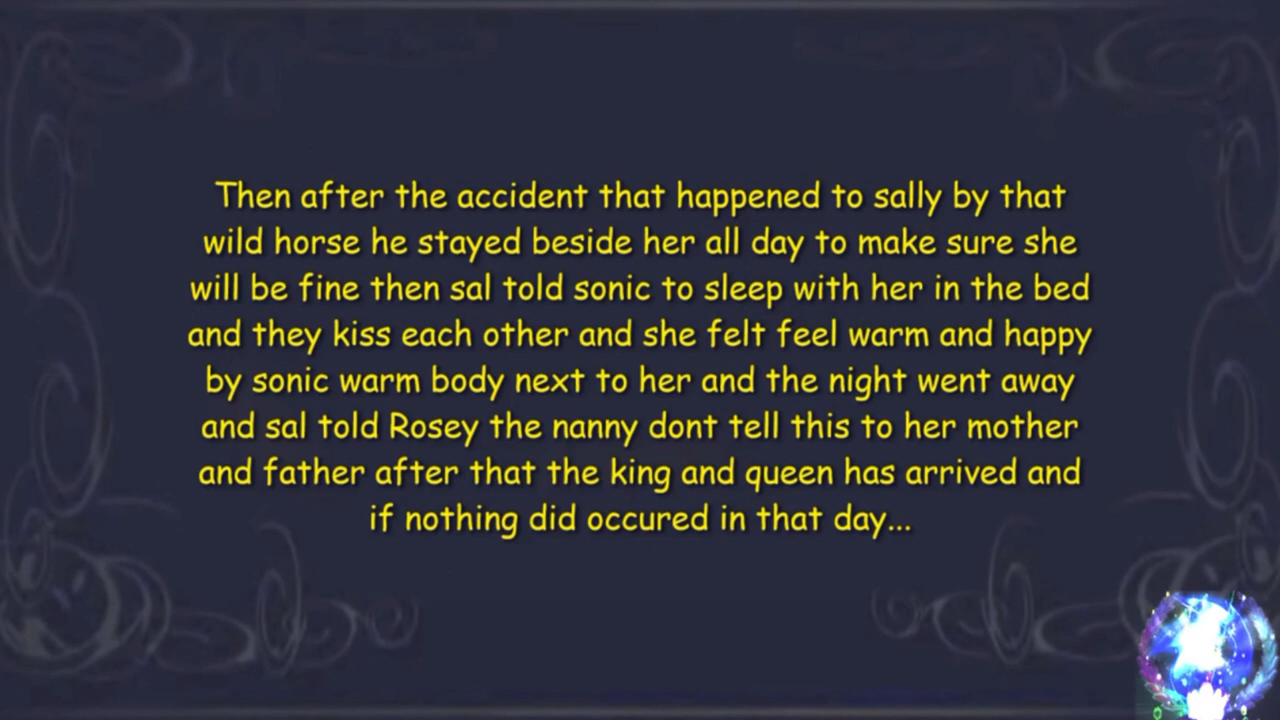 Then after the accident that happened to sally by that
wild horse he stayed beside her all day to make sure she
will be fine then sal told sonic to sleep with her in the bed
and they kiss each other and she felt feel warm and happy
by sonic warm body next to her and the night went away
and sal told Rosey the nanny dont tell this to her mother
and father after that the king and queen has arrived and
if nothing did occured in that day...